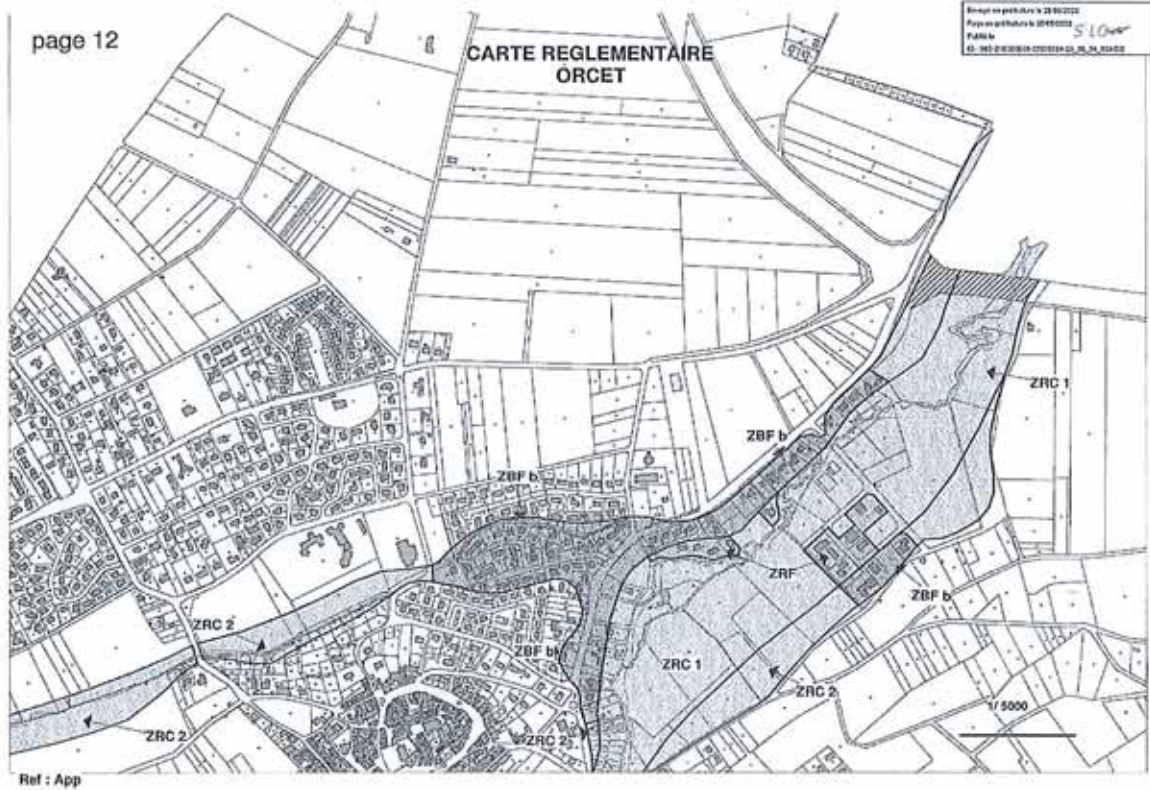 page 12
CARTE REGLEMENTAIRE
ORCET
SLO
ZRC 1
ZBF b
ZBF b
ZRF
ZBF b
ZRC 2
ZBF b
ZRC 1
ZRC 2
1/ 5000
ZRC 2
ZRC 2
Ref : App